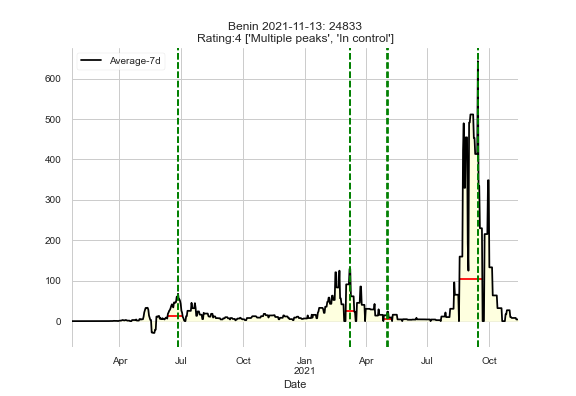 Benin 2021-11-13: 24833
Rating:4 ['Multiple peaks', 'In control']
Average-7d
600
500
400
300
200
100
0
Apr Jul Oct Jan Apr Jul Oct
2021
Date